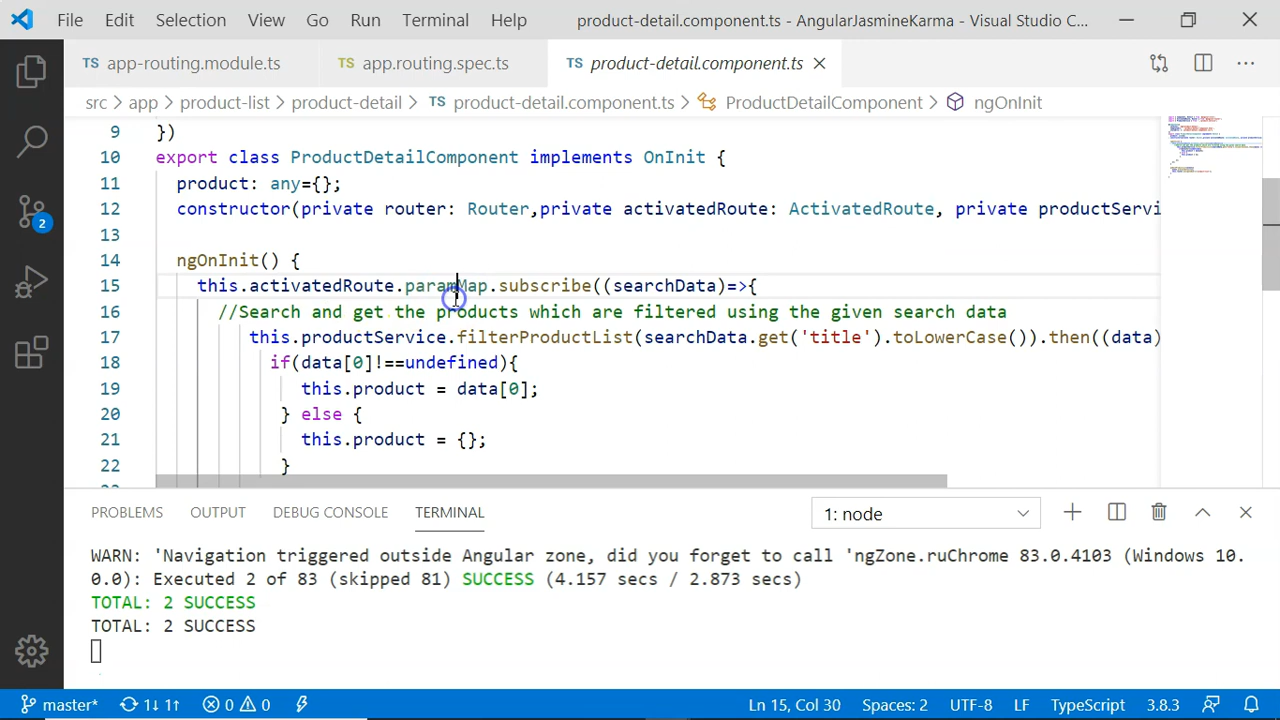 File Edit Selection View Go Run Terminal Help product-detail.component.ts - AngularJasmineKarma - Visual Studio C...
TS app-routing.module.ts TS app.routing.spec.ts TS product-detail.component.ts
src > app > product-list > product-detail > TS product-detail.component.ts > ProductDetailComponent > ngOnInit
9 })
10 export class ProductDetailComponent implements OnInit {
11 product: any={};
12 constructor(private router: Router,private activatedRoute: ActivatedRoute, private productServi
13
14 ngOnInit() {
15 this.activatedRoute.paramMap.subscribe((searchData)=>{
16 //Search and get the products which are filtered using the given search data
17 this.productService.filterProductList(searchData.get('title').toLowerCase()).then((data)
18 if(data[0]!==undefined){
19 this.product = data[0];
20 } else {
21 this.product = {};
22 }
2
PROBLEMS OUTPUT DEBUG CONSOLE TERMINAL 1: node
WARN: 'Navigation triggered outside Angular zone, did you forget to call 'ngZone.ruChrome 83.0.4103 (Windows 10.
0.0): Executed 2 of 83 (skipped 81) SUCCESS (4.157 secs / 2.873 secs)
TOTAL: 2 SUCCESS
TOTAL: 2 SUCCESS
master* 1↓ 1↑ 0 0 Ln 15, Col 30 Spaces: 2 UTF-8 LF TypeScript 3.8.3